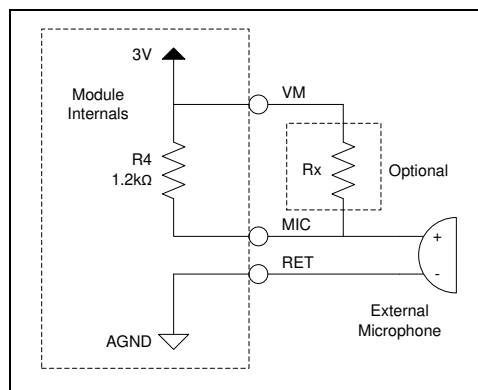 3V
VM
Module
Internals
R4
1.2kΩ
Rx
Optional
MIC
+
RET
-
External
Microphone
AGND